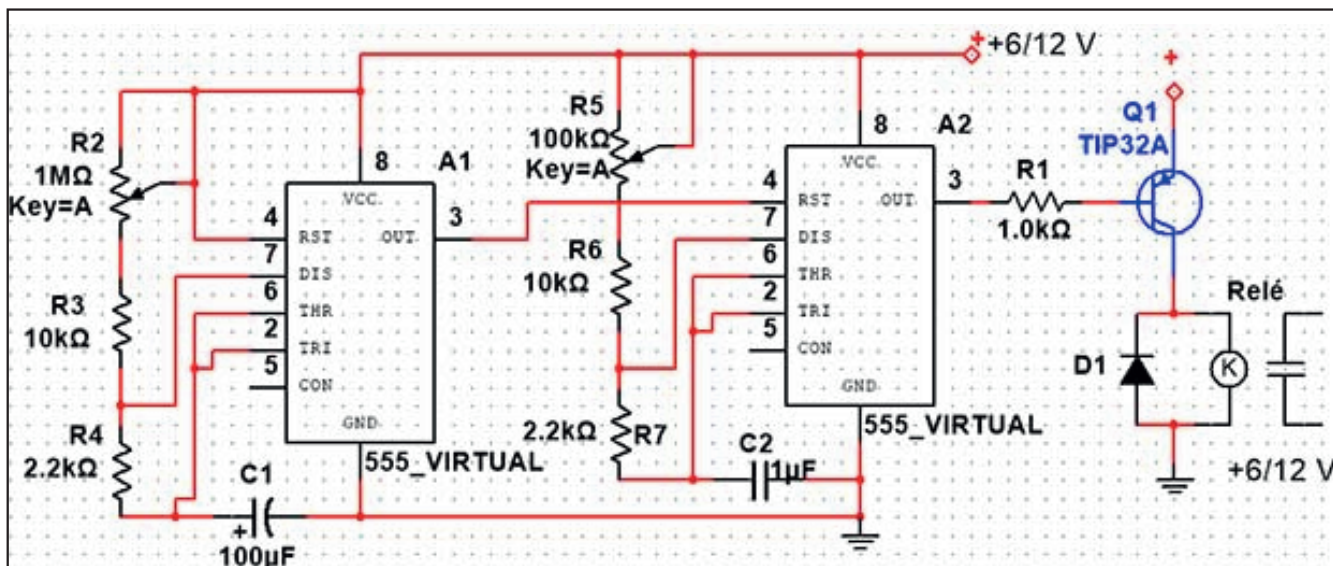 +6/12 V
R2
1MΩ
Key=A
R3
10kΩ
R4
2.2kΩ
C1
+
100µF
A1
8
VCC
4
RST
OUT
3
7
DIS
6
THR
2
TRI
5
CON
GND
555_VIRTUAL
R5
100kΩ
Key=A
R6
10kΩ
2.2kΩ R7
C2
1µF
A2
8
VCC
4
RST
OUT
3
7
DIS
6
THR
2
TRI
5
CON
GND
555_VIRTUAL
R1
1.0kΩ
+
+
Q1
TIP32A
D1
Relé
K
+6/12 V